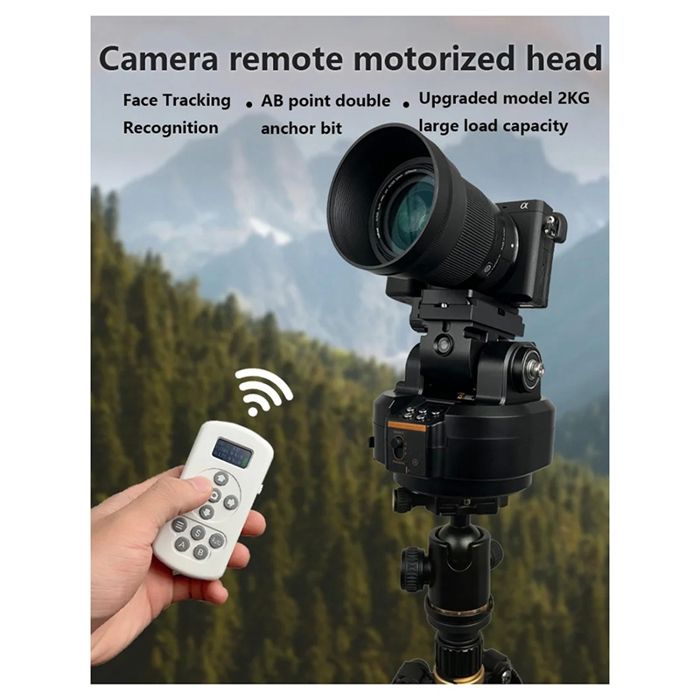 Camera remote motorized head
Face Tracking • AB point double • Upgraded model 2KG
Recognition anchor bit large load capacity
α
S
A B